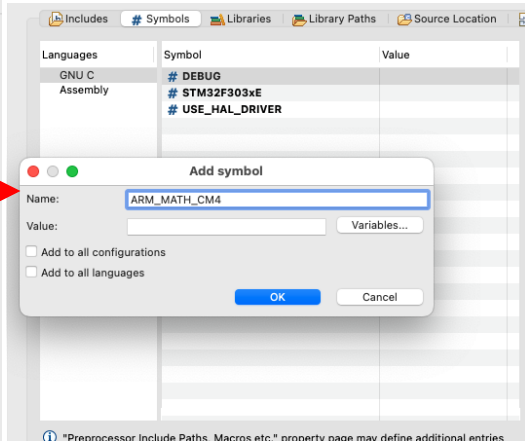 Includes # Symbols Libraries Library Paths Source Location
Languages Symbol Value
GNU C # DEBUG
Assembly # STM32F303xE
# USE_HAL_DRIVER
Add symbol
Name: ARM_MATH_CM4
Value: Variables...
Add to all configurations
Add to all languages
OK Cancel
"Preprocessor Include Paths, Macros etc." property page may define additional entries